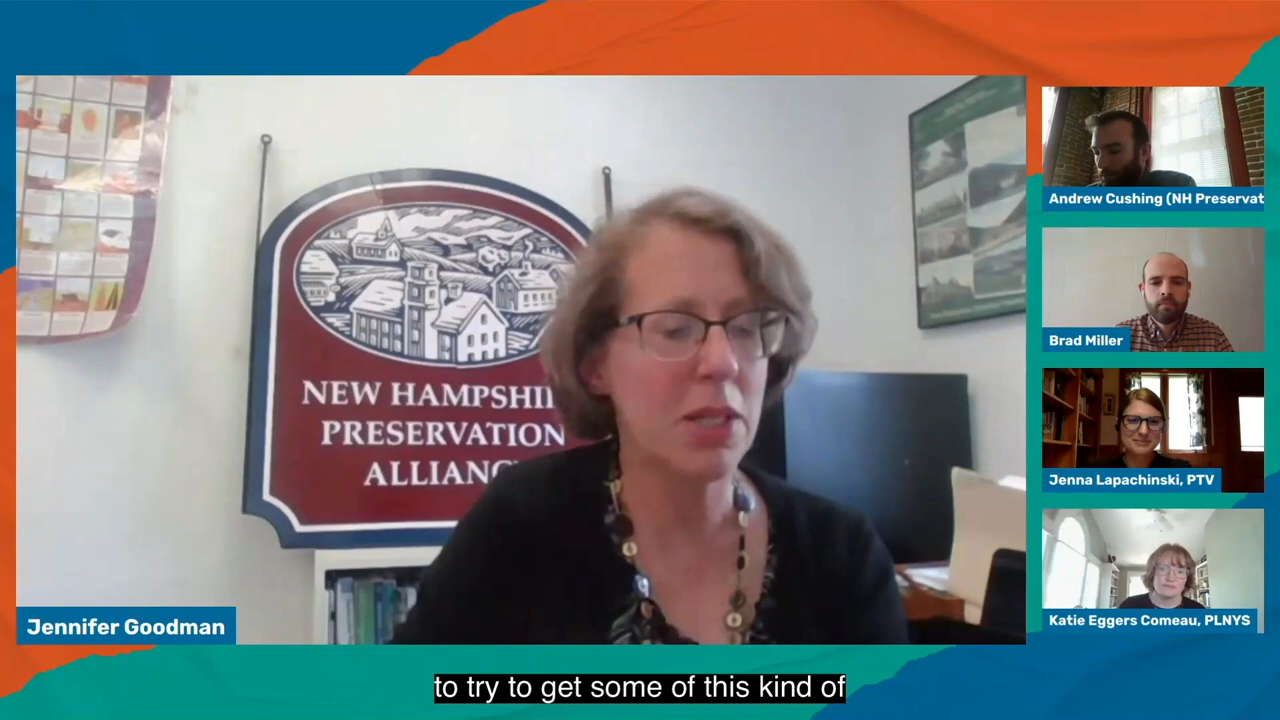 NEW HAMPSHI
PRESERVATION
ALLIANC
Jennifer Goodman
Andrew Cushing (NH Preservat
Brad Miller
Jenna Lapachinski, PTV
Katie Eggers Comeau, PLNYS
to try to get some of this kind of